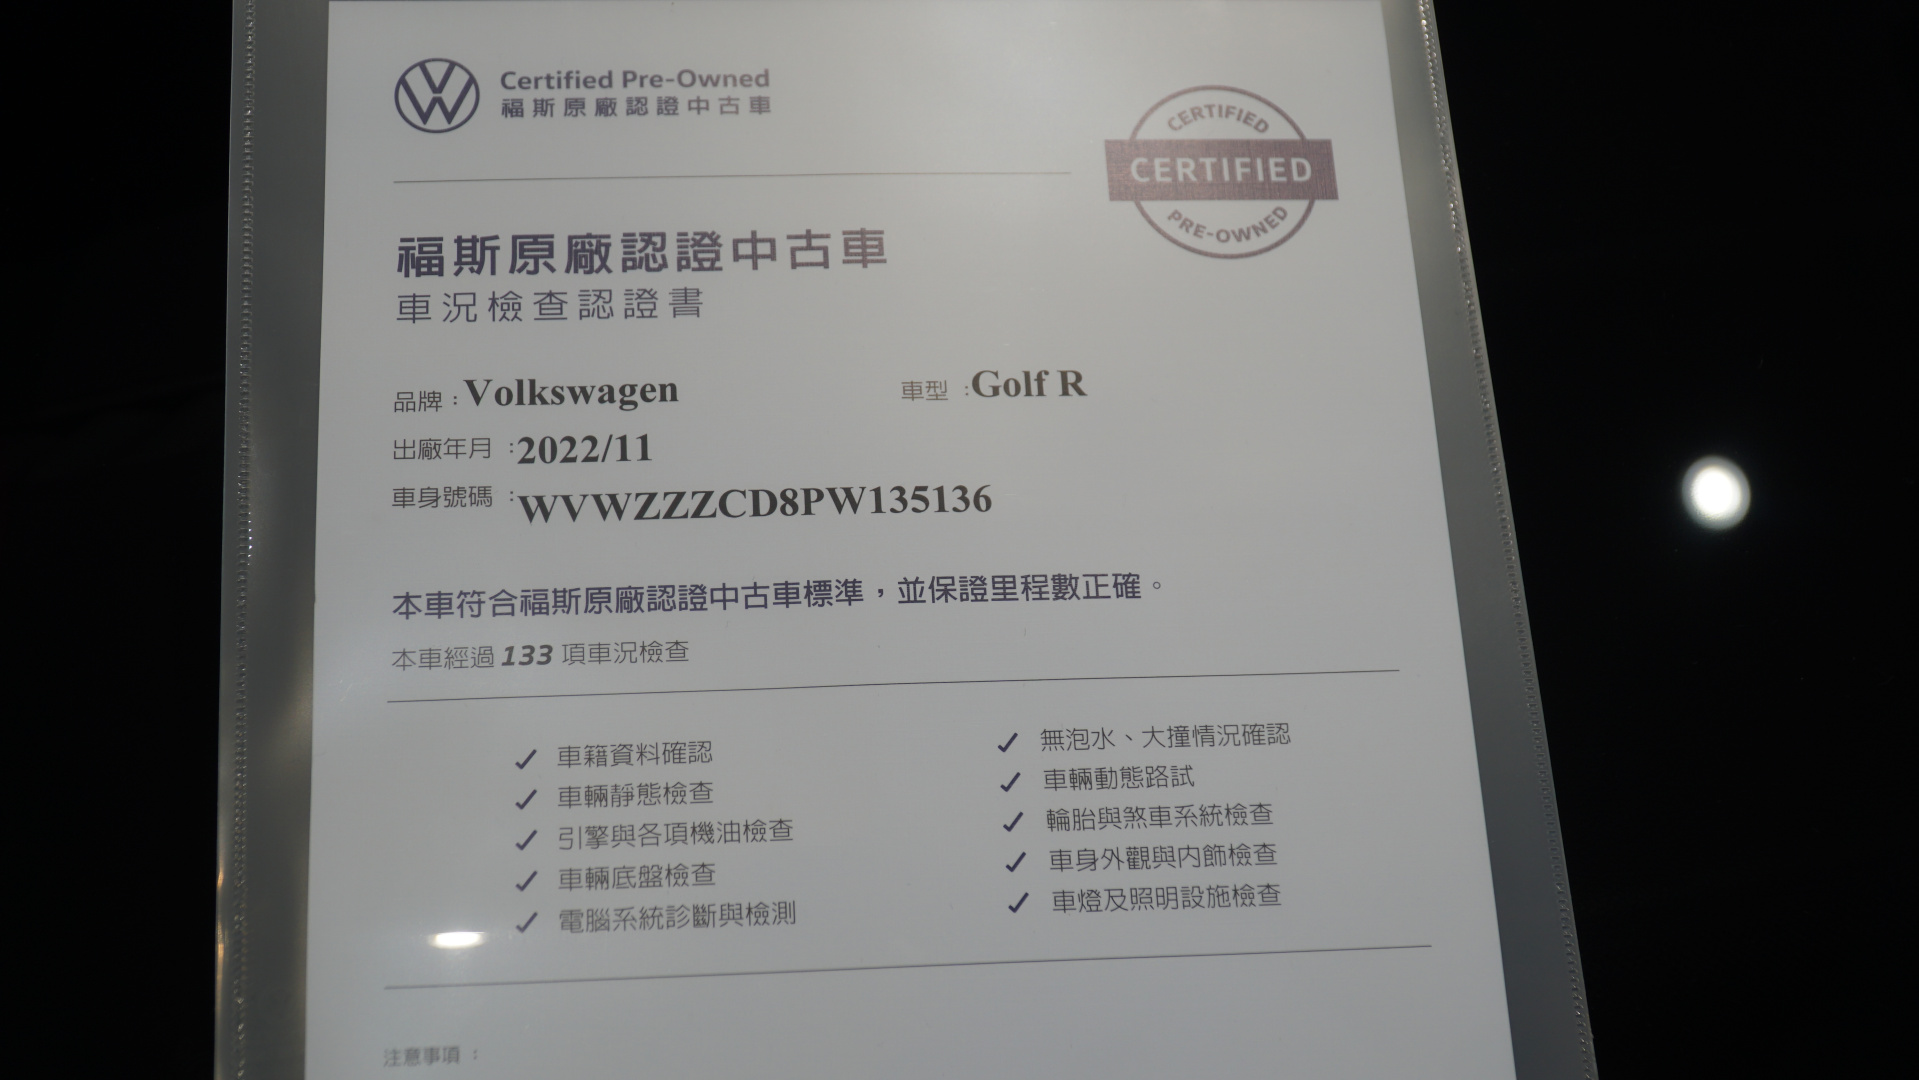 Certified Pre-Owned
福斯原廠認證中古車
CERTIFIED
CERTIFIED
PRE-OWNED
福斯原廠認證中古車
車況檢查認證書
品牌：Volkswagen
車型：Golf R
出廠年月：2022/11
車身號碼：WVWZZZCD8PW135136
本車符合福斯原廠認證中古車標準，並保證里程數正確。
本車經過 133 項車況檢查
✓ 車籍資料確認
✓ 車輛靜態檢查
✓ 引擎與各項機油檢查
✓ 車輛底盤檢查
✓ 電腦系統診斷與檢測
✓ 無泡水、大撞情況確認
✓ 車輛動態路試
✓ 輪胎與煞車系統檢查
✓ 車身外觀與內飾檢查
✓ 車燈及照明設施檢查
注意事項：